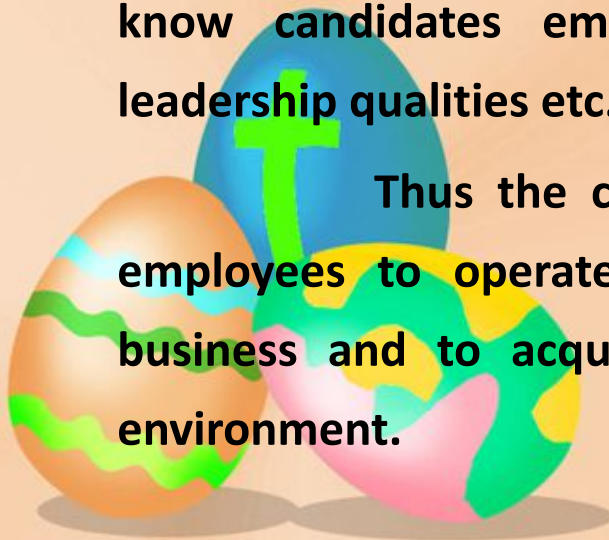 know candidates em
leadership qualities etc.
Thus the c
employees to operate
business and to acqu
environment.